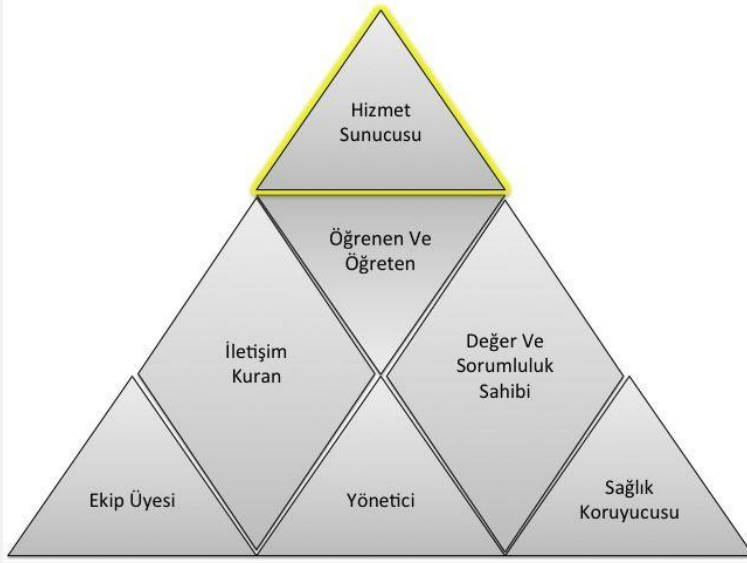 Hizmet
Sunucusu
Öğrenen Ve
Öğreten
İletişim
Kuran
Değer Ve
Sorumluluk
Sahibi
Ekip Üyesi
Yönetici
Sağlık
Koruyucusu